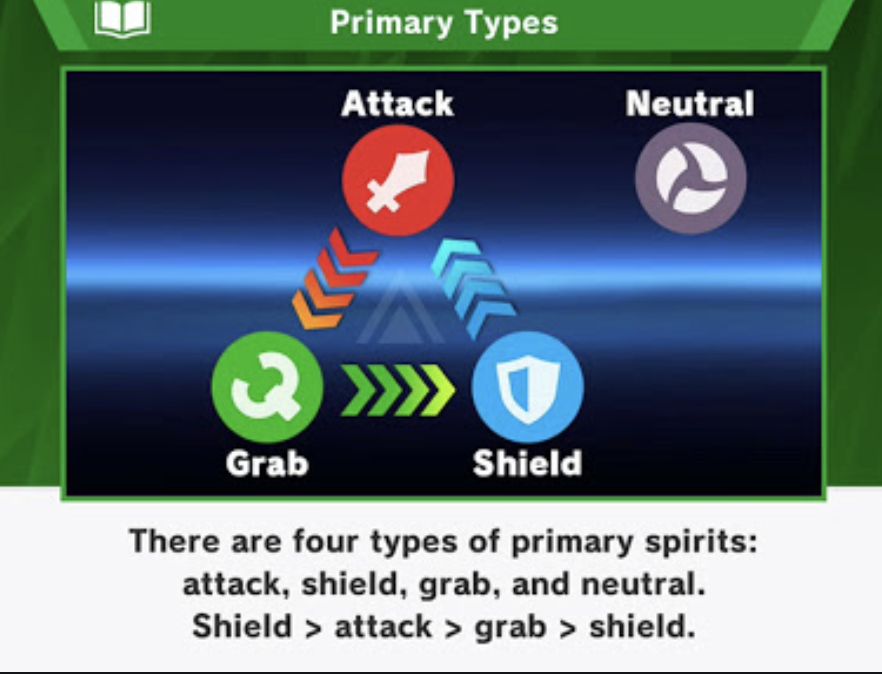 Primary Types
Attack
Neutral
Grab
Shield
There are four types of primary spirits:
attack, shield, grab, and neutral.
Shield > attack > grab > shield.